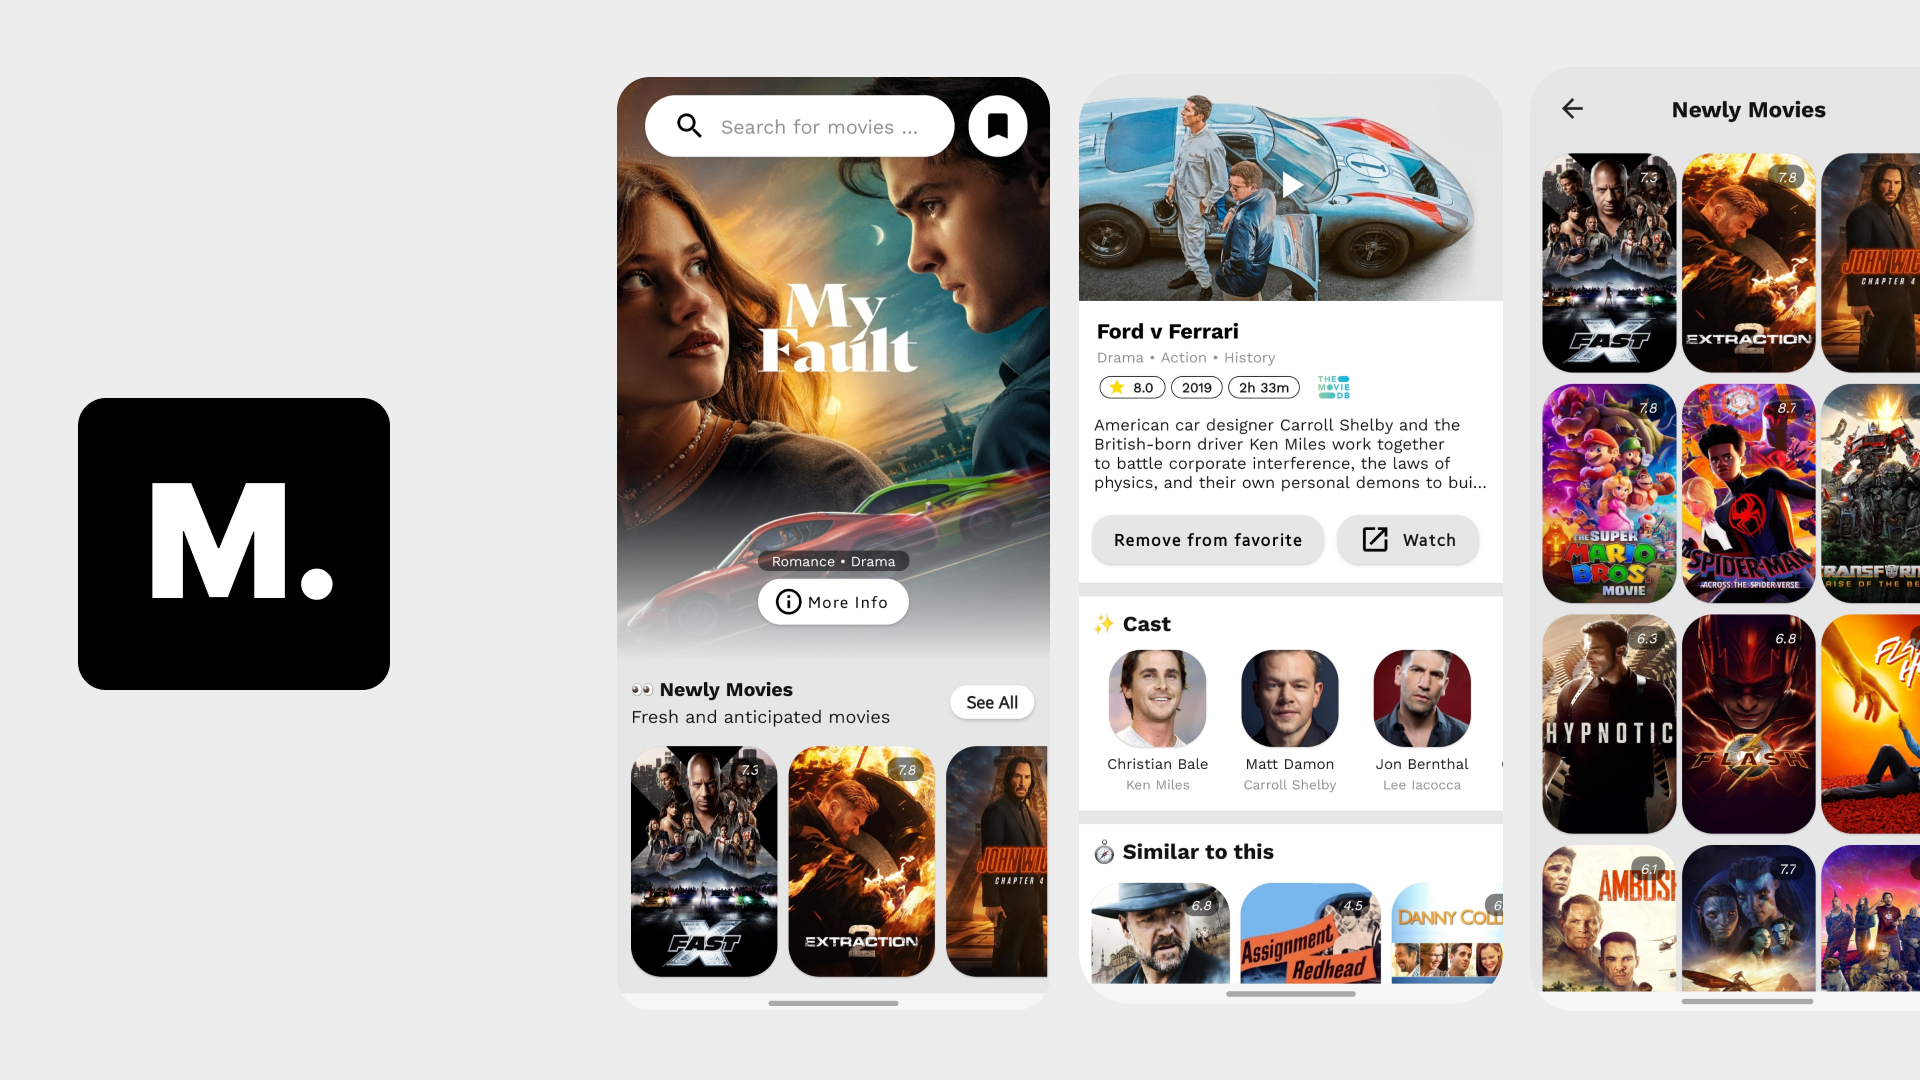 M.
Search for movies ...
My
Fault
Romance • Drama
More Info
👀 Newly Movies
Fresh and anticipated movies
See All
7.3
FAST X
7.8
EXTRACTION
2
JOHN WIC
CHAPTER 4
1
Ford v Ferrari
Drama • Action • History
8.0
2019
2h 33m
THE
MOVIE
DB
American car designer Carroll Shelby and the
British-born driver Ken Miles work together
to battle corporate interference, the laws of
physics, and their own personal demons to bui...
Remove from favorite
Watch
✨ Cast
Christian Bale
Ken Miles
Matt Damon
Carroll Shelby
Jon Bernthal
Lee Iacocca
🧭 Similar to this
6.8
4.5
Assignment
Redhead
6.
DANNY COLL
Newly Movies
7.3
FAST X
7.8
EXTRACTION
2
JOHN WIC
CHAPTER 4
7.8
THE SUPER
MARIO
BROS.
MOVIE
8.7
SPIDER-MAN
ACROSS THE SPIDER-VERSE
TRANSFORM
RISE OF THE BE
6.3
HYPNOTIC
6.8
FLASH
FL
H
6.1
AMBUSH
7.7